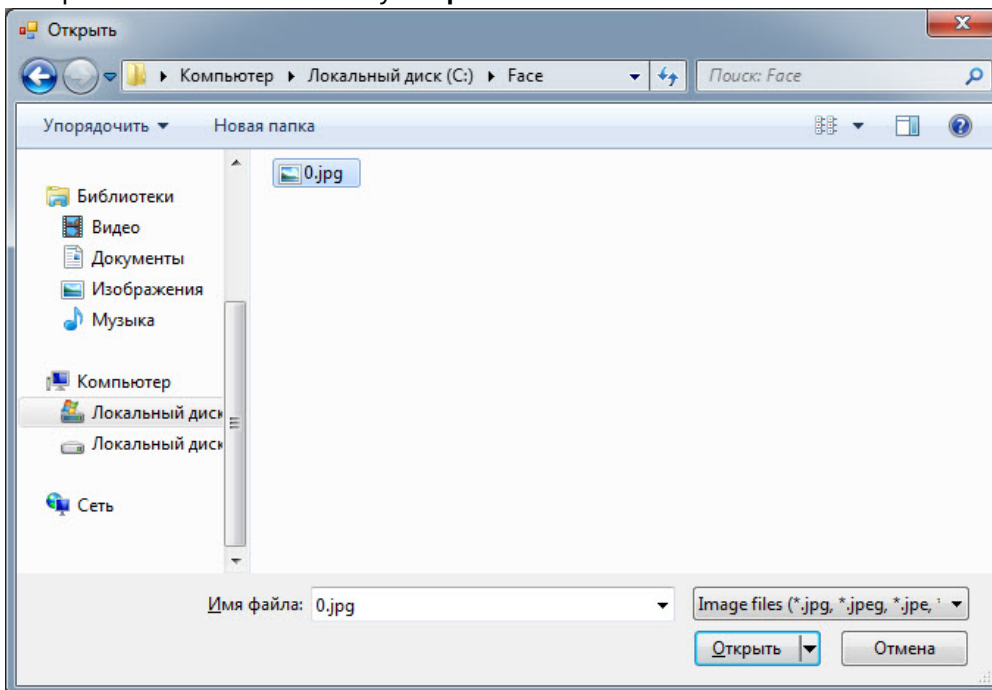 Открыть
Компьютер ▸ Локальный диск (C:) ▸ Face
Поиск: Face
Упорядочить
Новая папка
0.jpg
Библиотеки
Видео
Документы
Изображения
Музыка
Компьютер
Локальный диск
Локальный диск
Сеть
Имя файла: 0.jpg
Image files (*.jpg, *.jpeg, *.jpe,
Открыть
Отмена